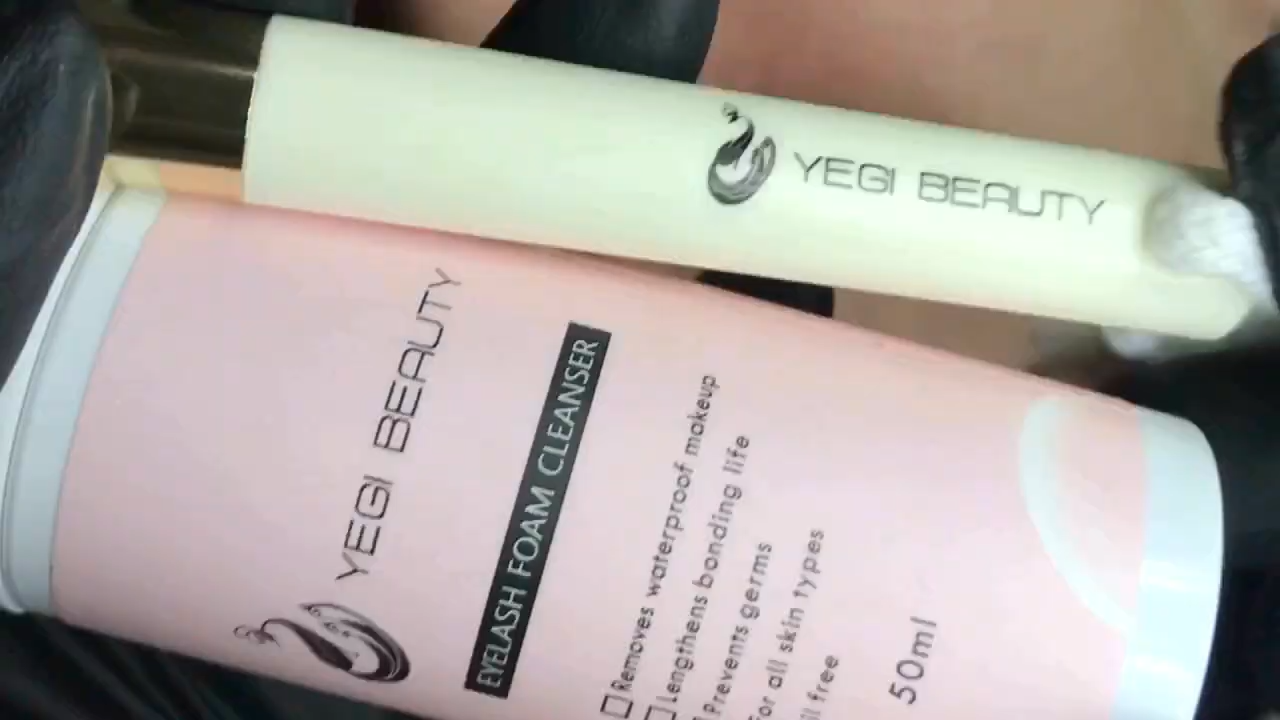 YEGI BEAUTY
YEGI BEAUTY
EYELASH FOAM CLEANSER
Removes waterproof makeup
Lengthens bonding life
Prevents germs
For all skin types
free
50ml